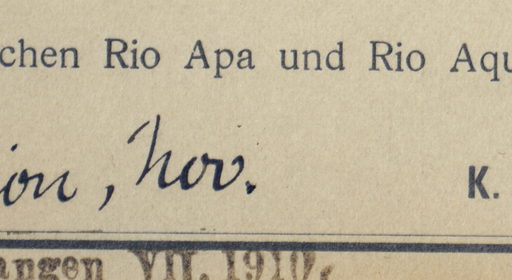 chen Rio Apa und Rio Aqu
ion, Nov. K.
angen VII. 1910.